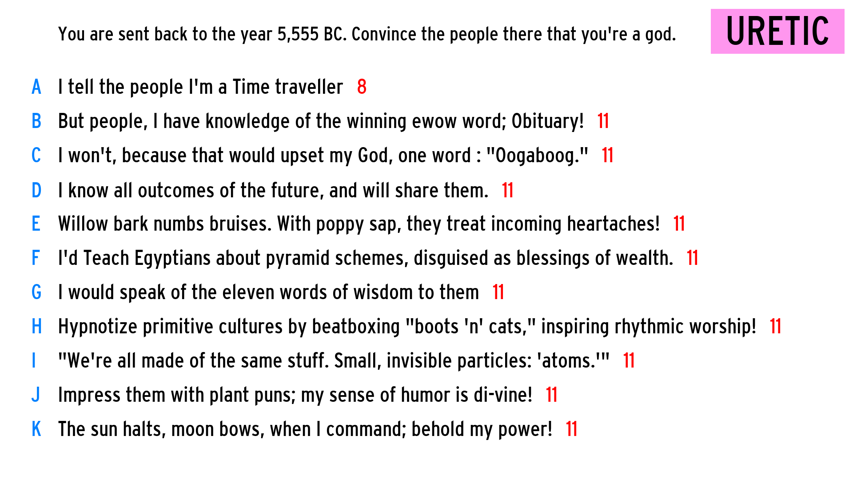 You are sent back to the year 5,555 BC. Convince the people there that you're a god.
URETIC
A I tell the people I'm a Time traveller 8
B But people, I have knowledge of the winning ewow word; Obituary! 11
C I won't, because that would upset my God, one word : "Oogaboog." 11
D I know all outcomes of the future, and will share them. 11
E Willow bark numbs bruises. With poppy sap, they treat incoming heartaches! 11
F I'd Teach Egyptians about pyramid schemes, disguised as blessings of wealth. 11
G I would speak of the eleven words of wisdom to them 11
H Hypnotize primitive cultures by beatboxing "boots 'n' cats," inspiring rhythmic worship! 11
I "We're all made of the same stuff. Small, invisible particles: 'atoms.'" 11
J Impress them with plant puns; my sense of humor is di-vine! 11
K The sun halts, moon bows, when I command; behold my power! 11